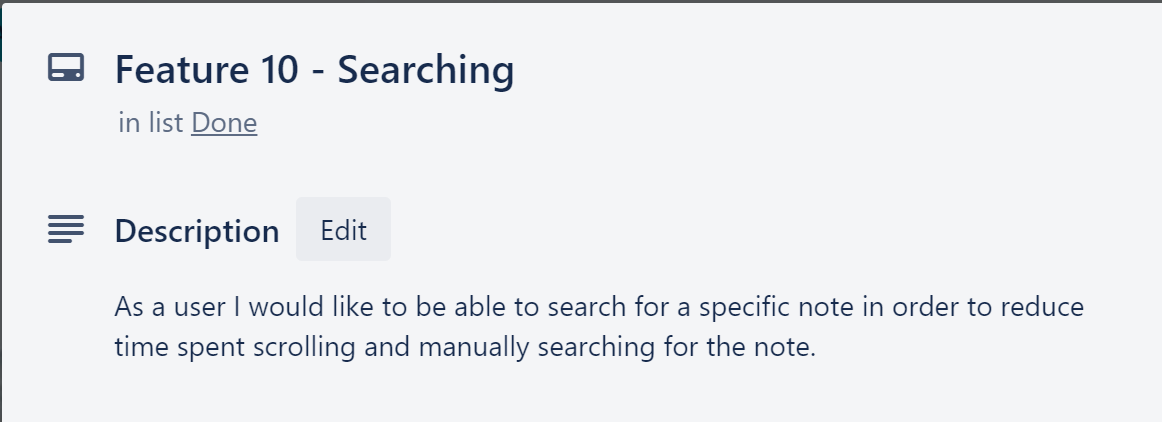 Feature 10 - Searching
in list Done
Description Edit
As a user I would like to be able to search for a specific note in order to reduce
time spent scrolling and manually searching for the note.